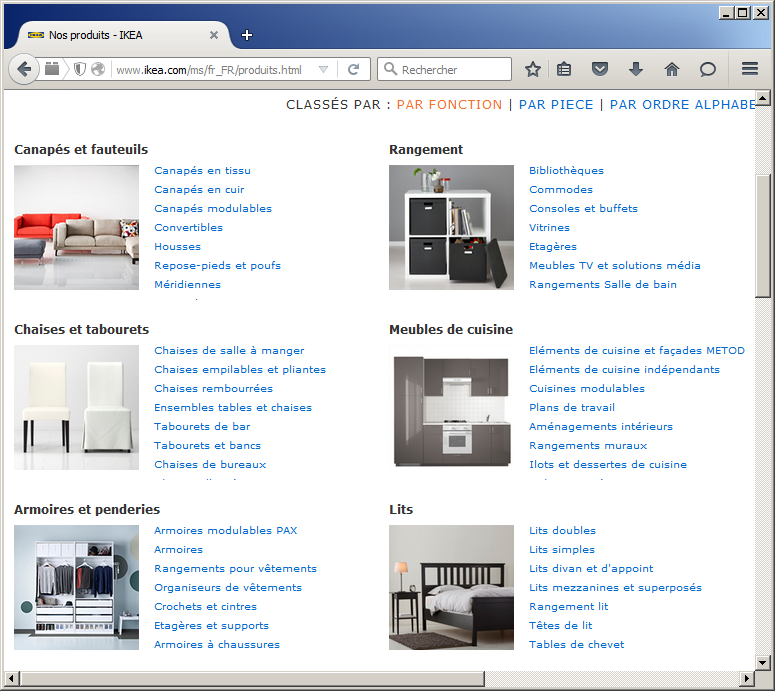 Nos produits - IKEA
www.ikea.com/ms/fr_FR/produits.html
Rechercher
CLASSÉS PAR : PAR FONCTION | PAR PIECE | PAR ORDRE ALPHABE
Canapés et fauteuils
Canapés en tissu
Canapés en cuir
Canapés modulables
Convertibles
Housses
Repose-pieds et poufs
Méridiennes
Rangement
Bibliothèques
Commodes
Consoles et buffets
Vitrines
Etagères
Meubles TV et solutions média
Rangements Salle de bain
Chaises et tabourets
Chaises de salle à manger
Chaises empilables et pliantes
Chaises rembourrées
Ensembles tables et chaises
Tabourets de bar
Tabourets et bancs
Chaises de bureaux
Meubles de cuisine
Eléments de cuisine et façades METOD
Eléments de cuisine indépendants
Cuisines modulables
Plans de travail
Aménagements intérieurs
Rangements muraux
Ilots et dessertes de cuisine
Armoires et penderies
Armoires modulables PAX
Armoires
Rangements pour vêtements
Organiseurs de vêtements
Crochets et cintres
Etagères et supports
Armoires à chaussures
Lits
Lits doubles
Lits simples
Lits divan et d'appoint
Lits mezzanines et superposés
Rangement lit
Têtes de lit
Tables de chevet